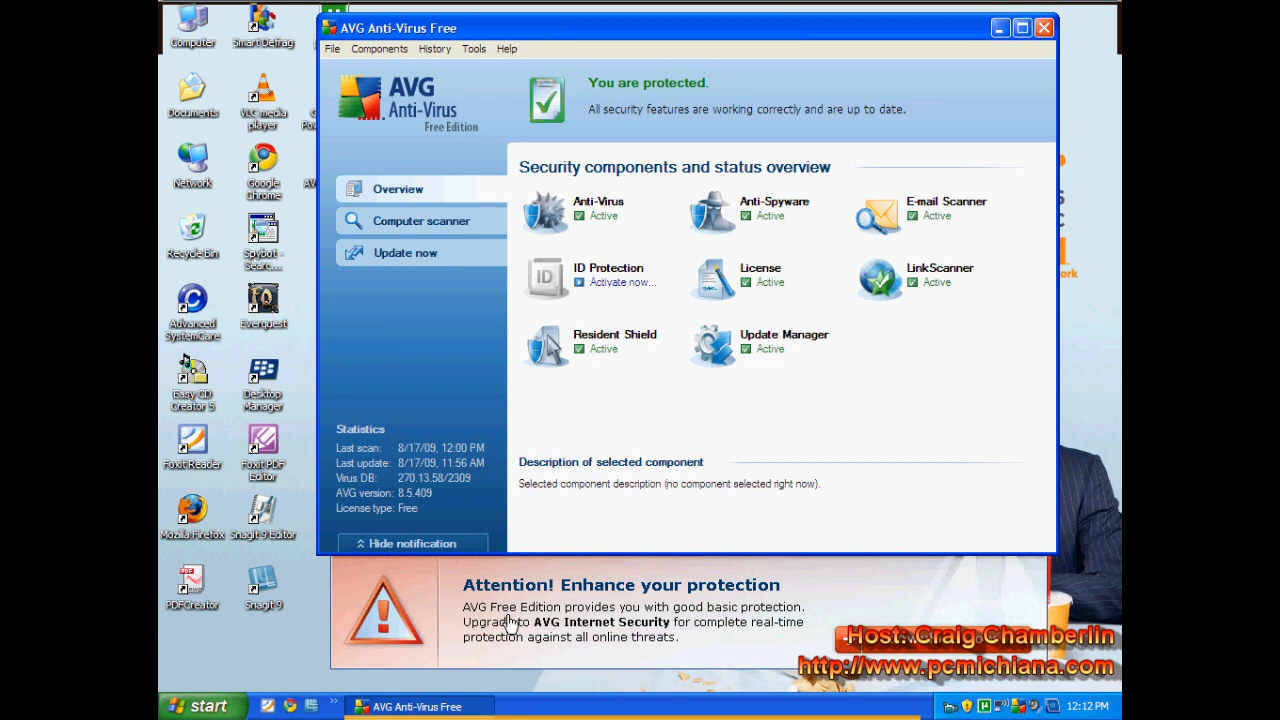 AVG Anti-Virus Free
File Components History Tools Help
AVG
Anti-Virus
Free Edition
You are protected.
All security features are working correctly and are up to date.
Overview
Computer scanner
Update now
Security components and status overview
Anti-Virus
Active
Anti-Spyware
Active
E-mail Scanner
Active
ID Protection
Activate now...
License
Active
LinkScanner
Active
Resident Shield
Active
Update Manager
Active
Statistics
Last scan: 8/17/09, 12:00 PM
Last update: 8/17/09, 11:56 AM
Virus DB: 270.13.58/2309
AVG version: 8.5.409
License type: Free
Hide notification
Description of selected component
Selected component description (no component selected right now).
Attention! Enhance your protection
AVG Free Edition provides you with good basic protection.
Upgrade to AVG Internet Security for complete real-time
protection against all online threats.
Host: Craig Chamberlin
http://www.pcmichiana.com
Computer
Smart Defrag
Documents
VLC media
player
Network
Google
Chrome
AV
Recycle Bin
Spybot -
Searc...
Advanced
SystemCare
Everquest
Easy CD
Creator 5
Desktop
Manager
Foxit Reader
Foxit PDF
Editor
Mozilla Firefox
Snagit 9 Editor
PDFCreator
Snagit 9
start
AVG Anti-Virus Free
12:12 PM